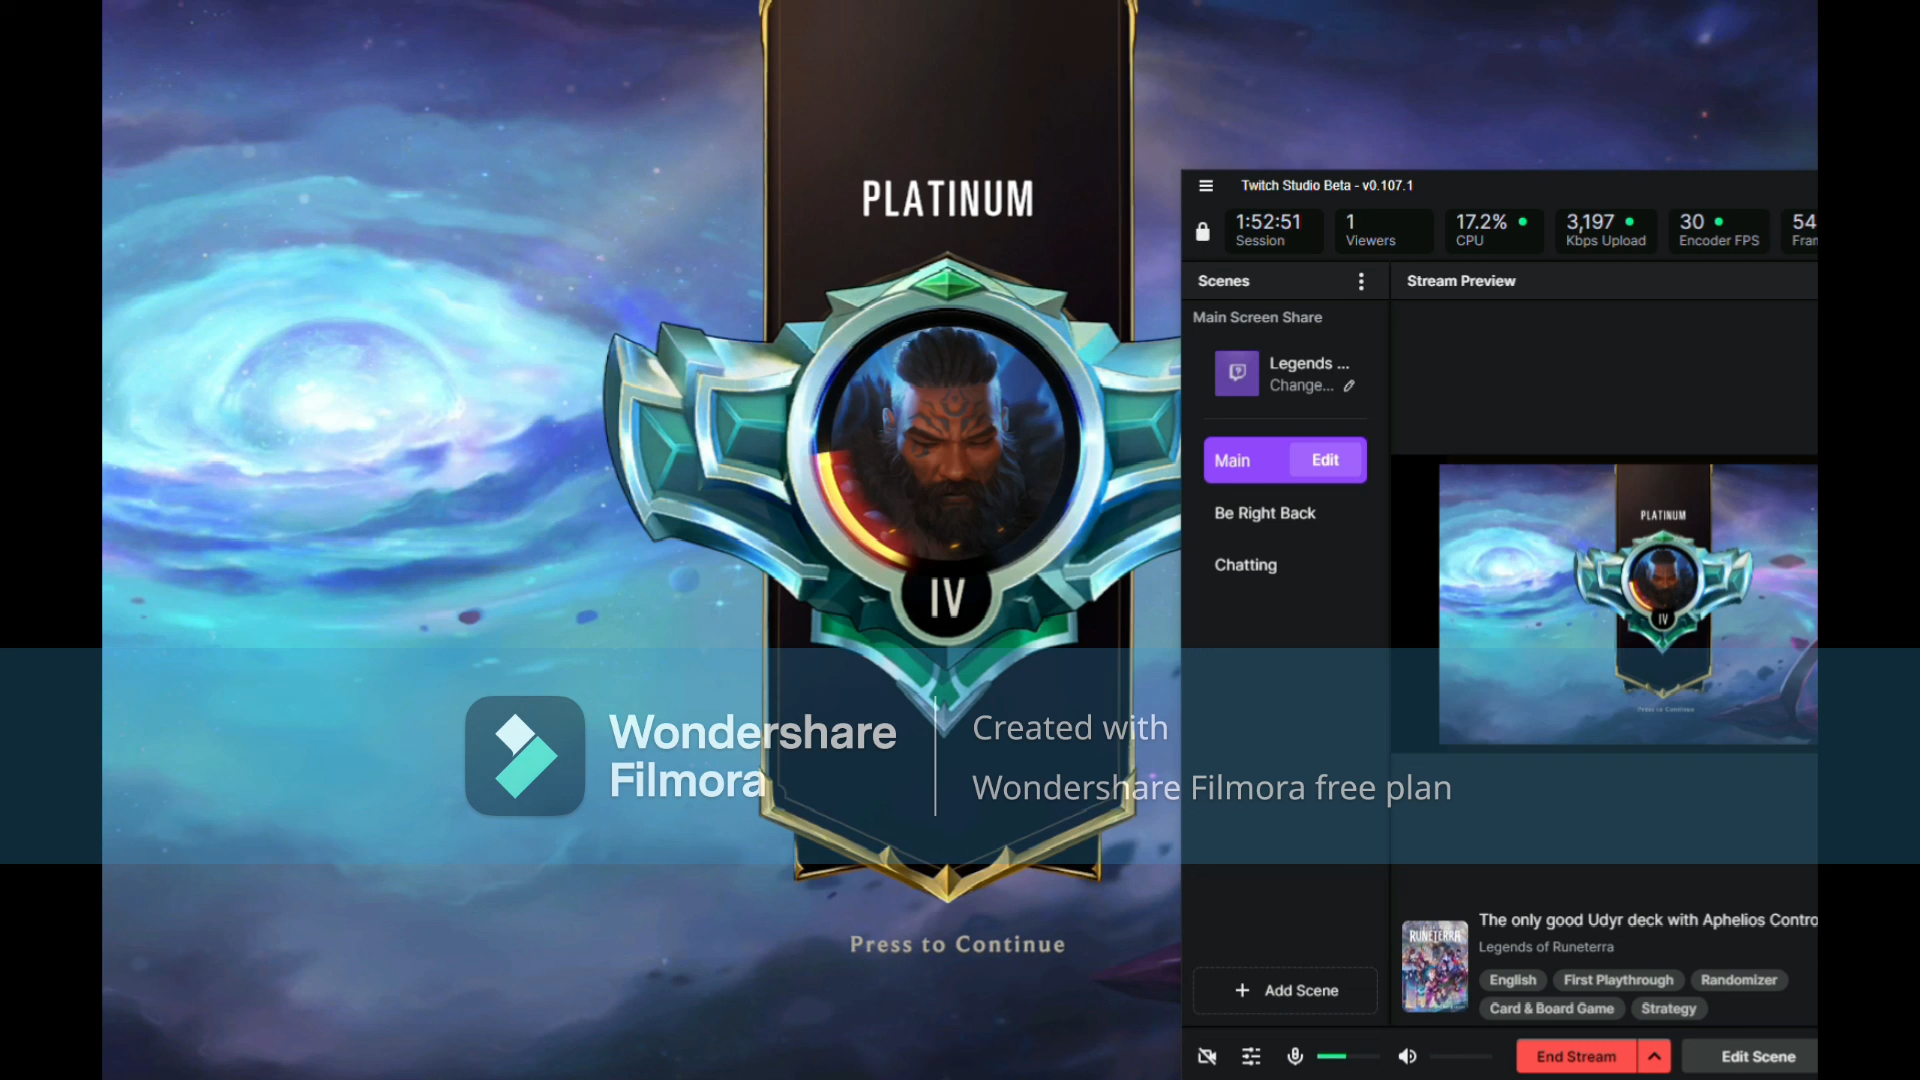 PLATINUM
IV
Press to Continue
Twitch Studio Beta - v0.107.1
1:52:51
Session
1
Viewers
17.2%
CPU
3,197
Kbps Upload
30
Encoder FPS
54
Scenes
Stream Preview
Main Screen Share
Legends ...
Change...
Main
Edit
Be Right Back
Chatting
PLATINUM
IV
Press to Continue
Wondershare
Filmora
Created with
Wondershare Filmora free plan
RUNETERRA
The only good Udyr deck with Aphelios Contro
Legends of Runeterra
English
First Playthrough
Randomizer
Card & Board Game
Strategy
+ Add Scene
End Stream
Edit Scene